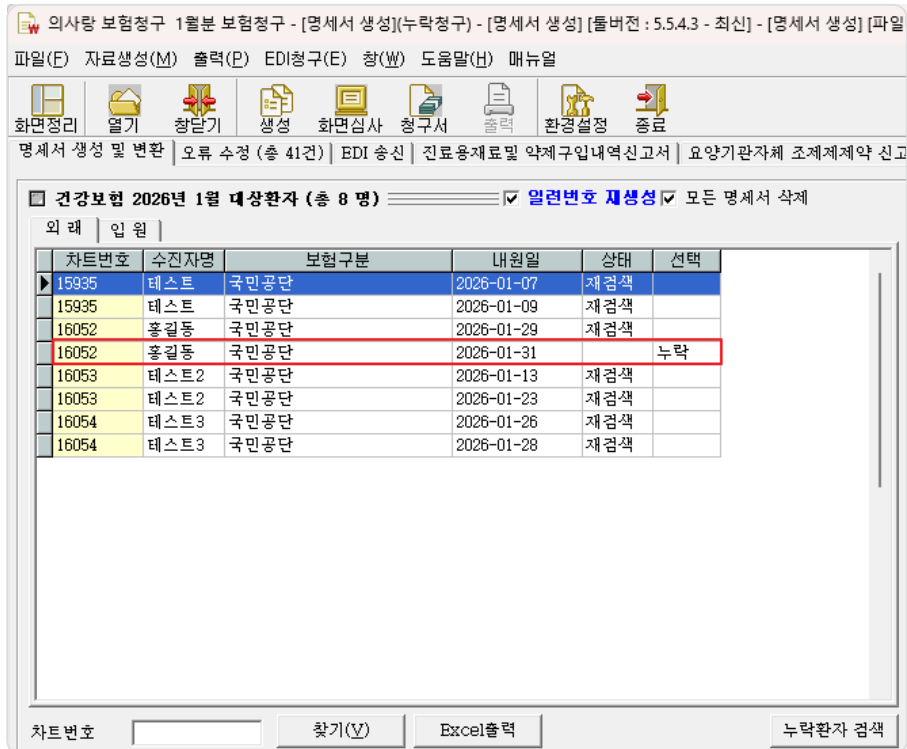 의사랑 보험청구 1월분 보험청구 - [명세서 생성](누락청구) - [명세서 생성] [툴버전 : 5.5.4.3 - 최신] - [명세서 생성] [파일
파일(F) 자료생성(M) 출력(P) EDI청구(E) 창(W) 도움말(H) 매뉴얼
화면정리 열기 창닫기 생성 화면심사 청구서 출력 환경설정 종료
명세서 생성 및 변환 오류 수정 (총 41건) EDI 송신 진료용재료및 약제구입내역신고서 요양기관자체 조제제제약 신고
건강보험 2026년 1월 대상환자 (총 8 명) 일련번호 재생성 모든 명세서 삭제
외 래 입 원
차트번호 수진자명 보험구분 내원일 상태 선택
15935 테스트 국민공단 2026-01-07 재검색
15935 테스트 국민공단 2026-01-09 재검색
16052 홍길동 국민공단 2026-01-29 재검색
16052 홍길동 국민공단 2026-01-31 누락
16053 테스트2 국민공단 2026-01-13 재검색
16053 테스트2 국민공단 2026-01-23 재검색
16054 테스트3 국민공단 2026-01-26 재검색
16054 테스트3 국민공단 2026-01-28 재검색
차트번호 찾기(V) Excel출력 누락환자 검색